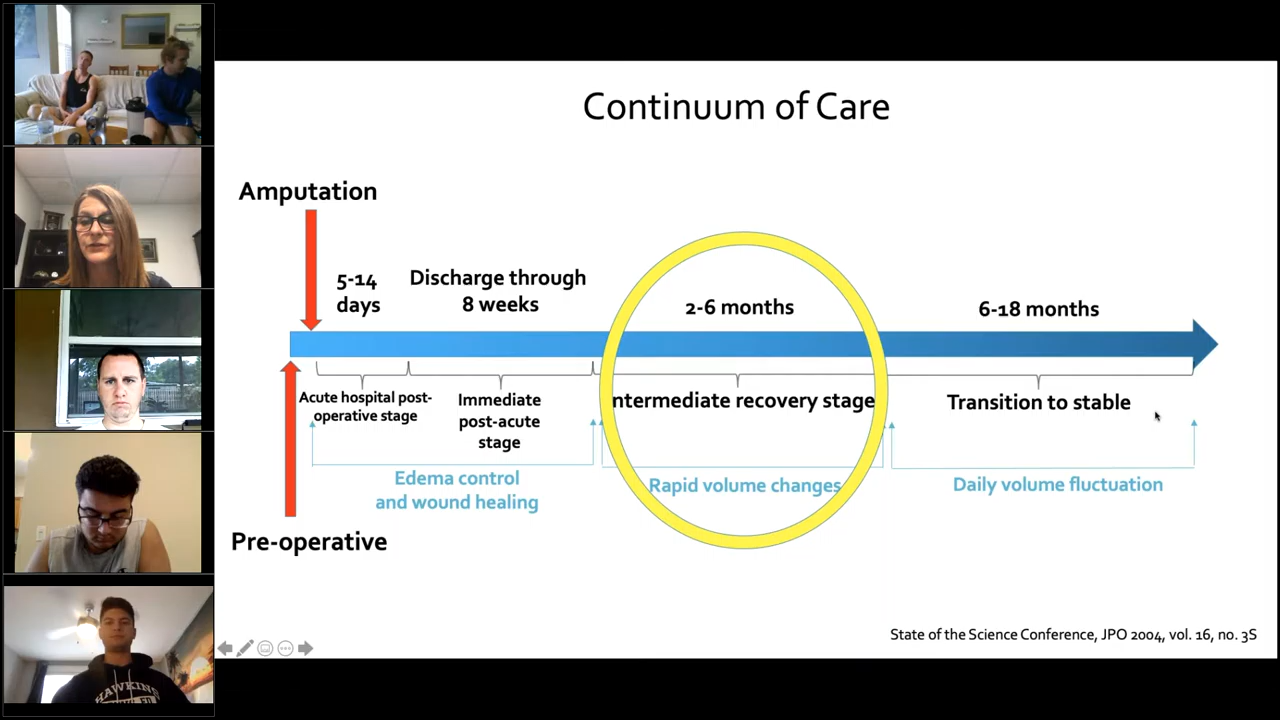 Continuum of Care
Amputation
5-14
days
Discharge through
8 weeks
2-6 months
6-18 months
Acute hospital post-
operative stage
Immediate
post-acute
stage
ntermediate recovery stage
Transition to stable
Edema control
and wound healing
Rapid volume changes
Daily volume fluctuation
Pre-operative
State of the Science Conference, JPO 2004, vol. 16, no. 3S
HAWKINS